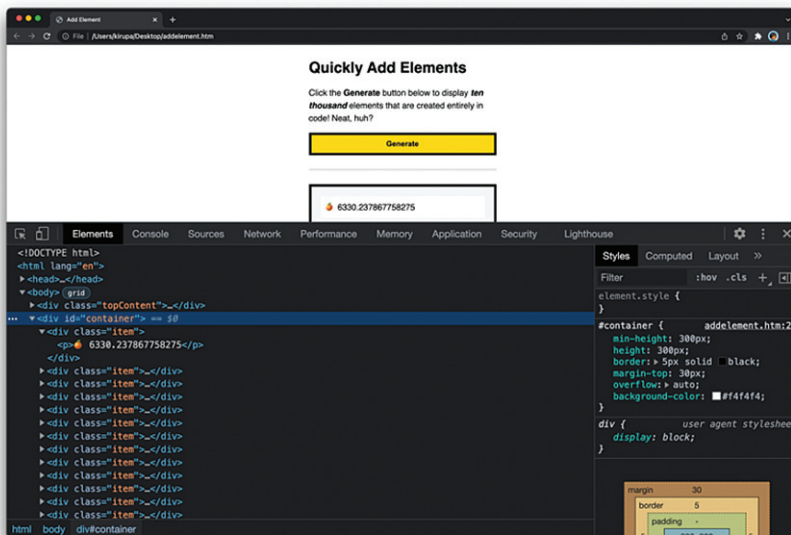 Add Element
File | /Users/kirupa/Desktop/addelement.htm
Quickly Add Elements
Click the Generate button below to display ten
thousand elements that are created entirely in
code! Neat, huh?
Generate
6330.237867758275
Elements Console Sources Network Performance Memory Application Security Lighthouse
<!DOCTYPE html>
<html lang="en">
<head>…</head>
<body> grid
<div class="topContent">…</div>
<div id="container"> == $0
<div class="item">
<p>🍎 6330.237867758275</p>
</div>
<div class="item">…</div>
<div class="item">…</div>
<div class="item">…</div>
<div class="item">…</div>
<div class="item">…</div>
<div class="item">…</div>
<div class="item">…</div>
<div class="item">…</div>
<div class="item">…</div>
<div class="item">…</div>
<div class="item">…</div>
<div class="item">…</div>
html body div#container
Styles Computed Layout
Filter :hov .cls +
element.style {
}
#container { addelement.htm:2
min-height: 300px;
height: 300px;
border: 5px solid black;
margin-top: 30px;
overflow: auto;
background-color: #f4f4f4;
}
div { user agent styleshee
display: block;
}
margin 30
border 5
padding -